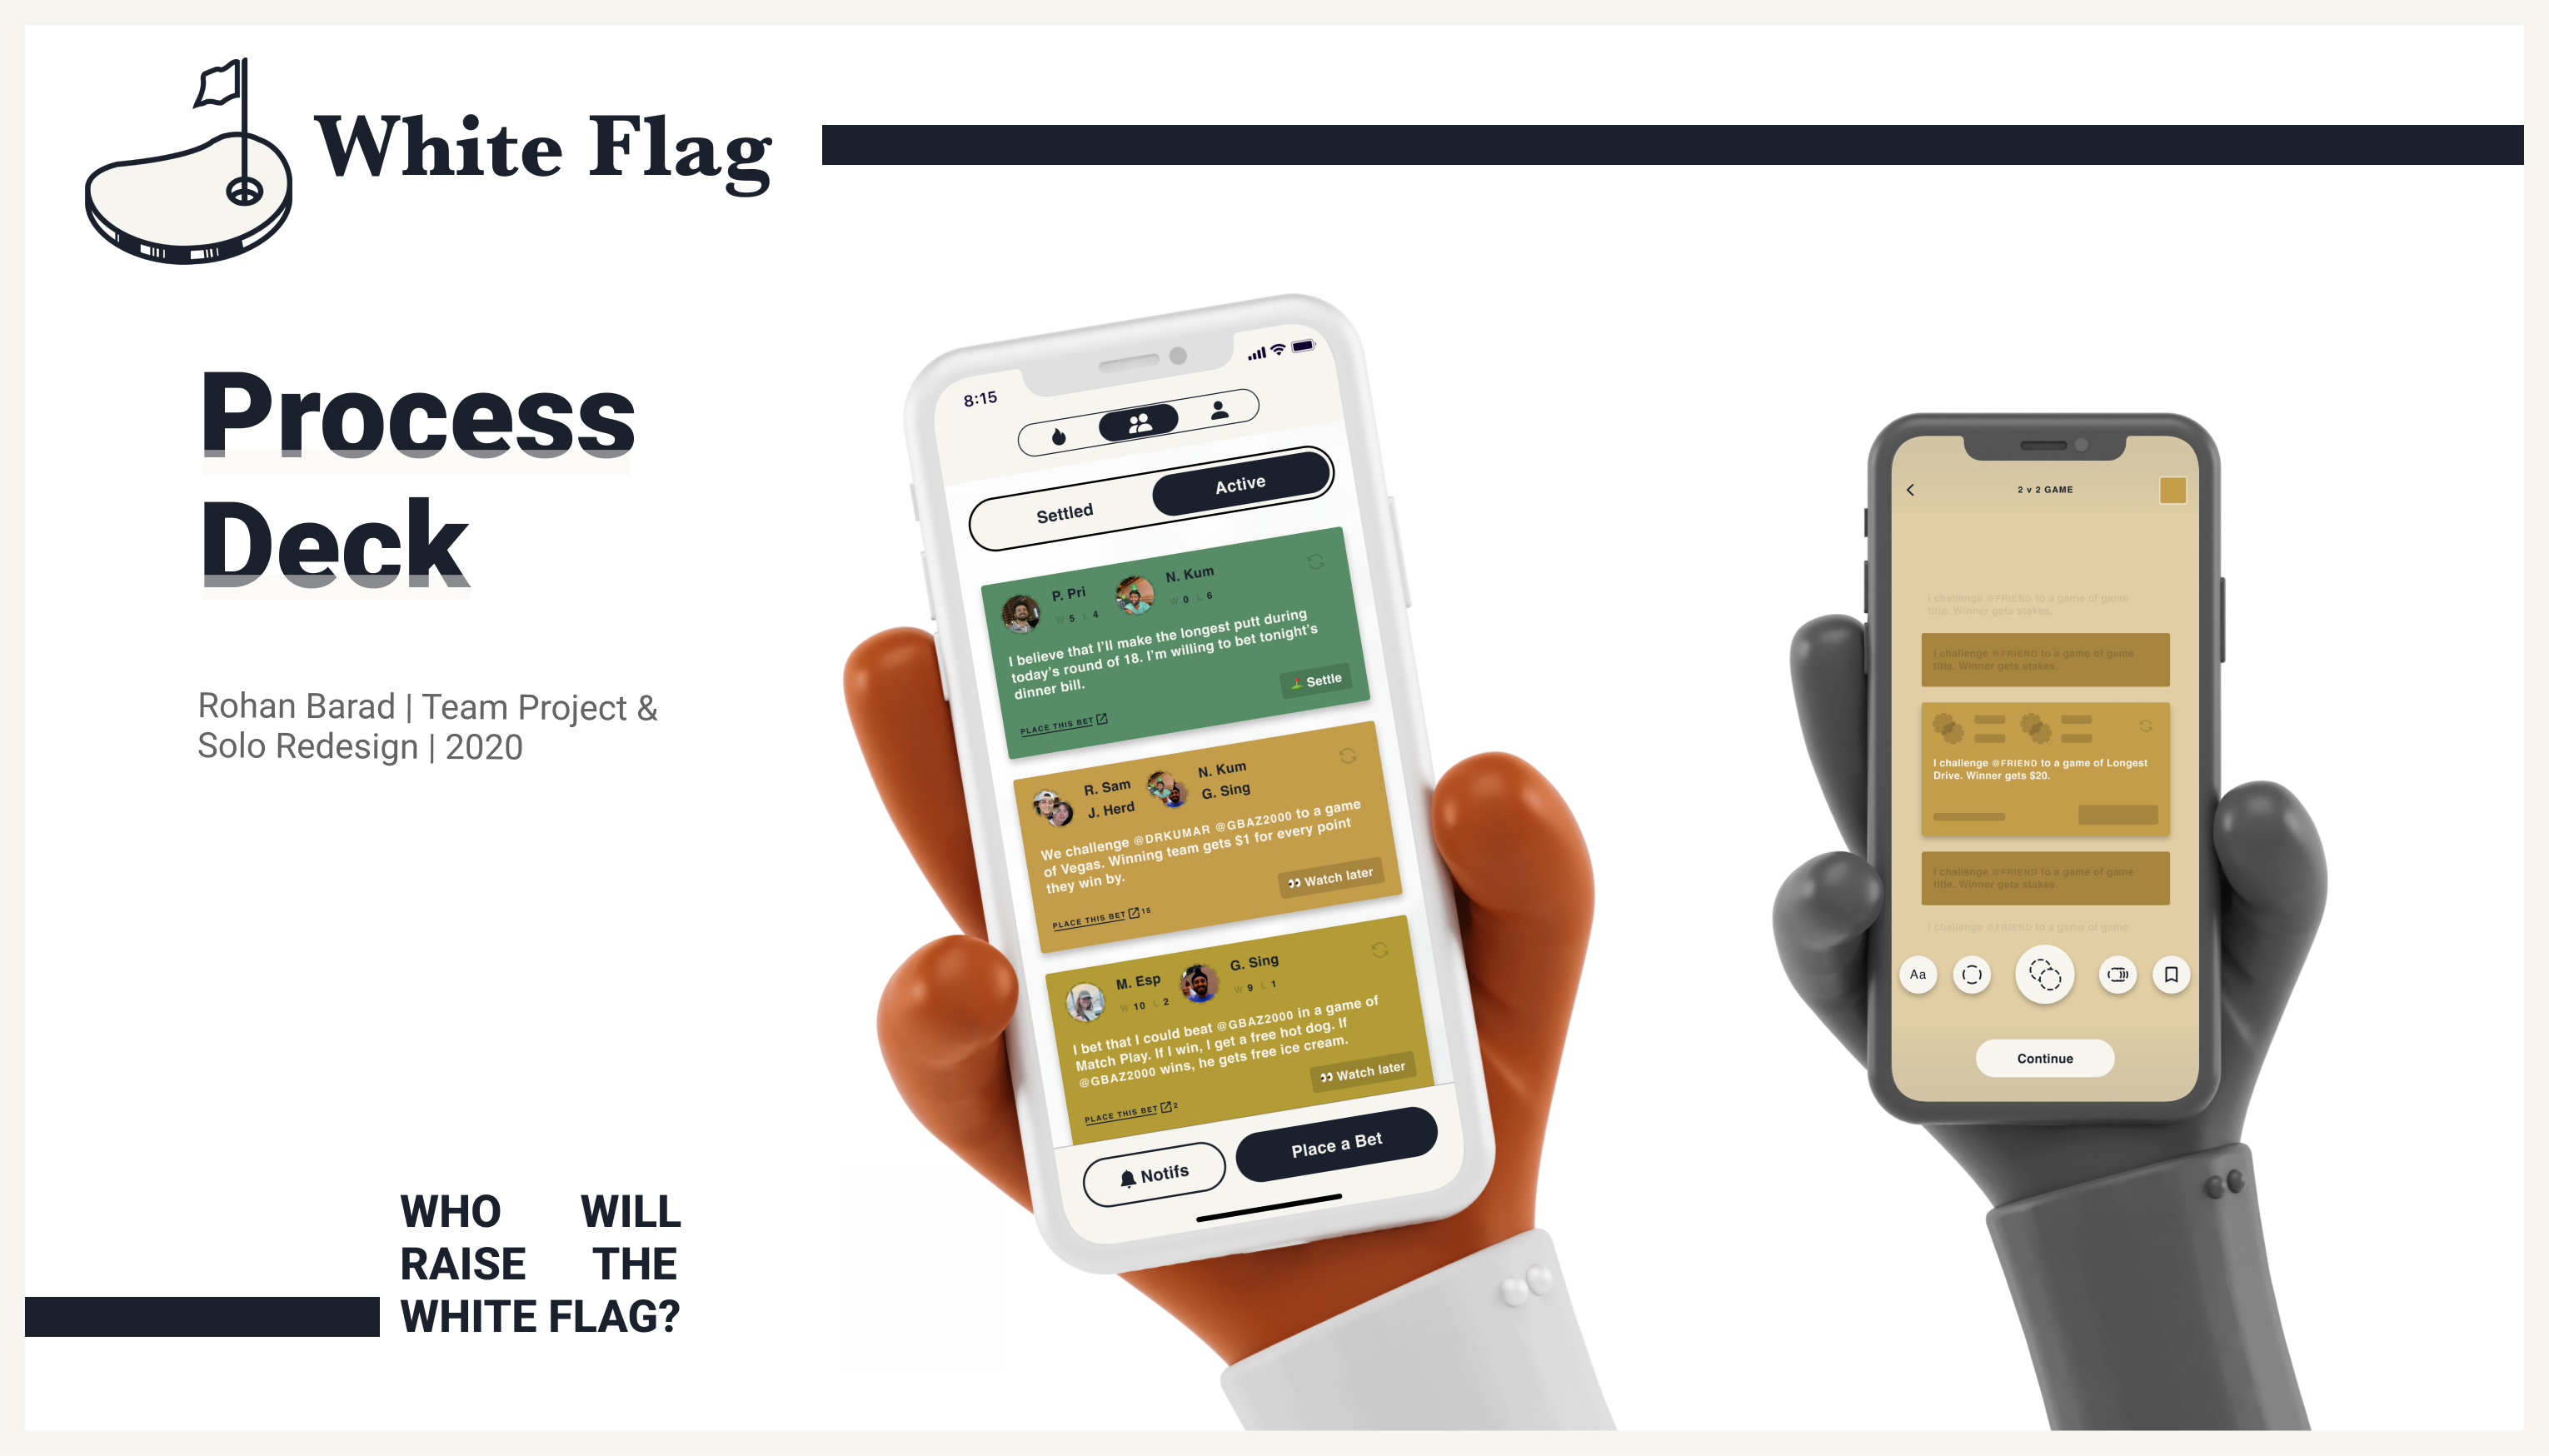 White Flag
Process
Deck
Rohan Barad | Team Project &
Solo Redesign | 2020
WHO WILL
RAISE THE
WHITE FLAG?
8:15
Settled
Active
P. Pri
W 5 L 4
N. Kum
W 0 L 6
I believe that I'll make the longest putt during
today's round of 18. I'm willing to bet tonight's
dinner bill.
Settle
PLACE THIS BET
R. Sam
J. Herd
N. Kum
G. Sing
We challenge @DRKUMAR @GBAZ2000 to a game
of Vegas. Winning team gets $1 for every point
they win by.
👀 Watch later
PLACE THIS BET 15
M. Esp
W 10 L 2
G. Sing
W 9 L 1
I bet that I could beat @GBAZ2000 in a game of
Match Play. If I win, I get a free hot dog. If
@GBAZ2000 wins, he gets free ice cream.
👀 Watch later
PLACE THIS BET 2
Notifs
Place a Bet
2 v 2 GAME
I challenge @FRIEND to a game of game
title. Winner gets stakes.
I challenge @FRIEND to a game of game
title. Winner gets stakes.
I challenge @FRIEND to a game of Longest
Drive. Winner gets $20.
I challenge @FRIEND to a game of game
title. Winner gets stakes.
I challenge @FRIEND to a game of game
Aa
Continue